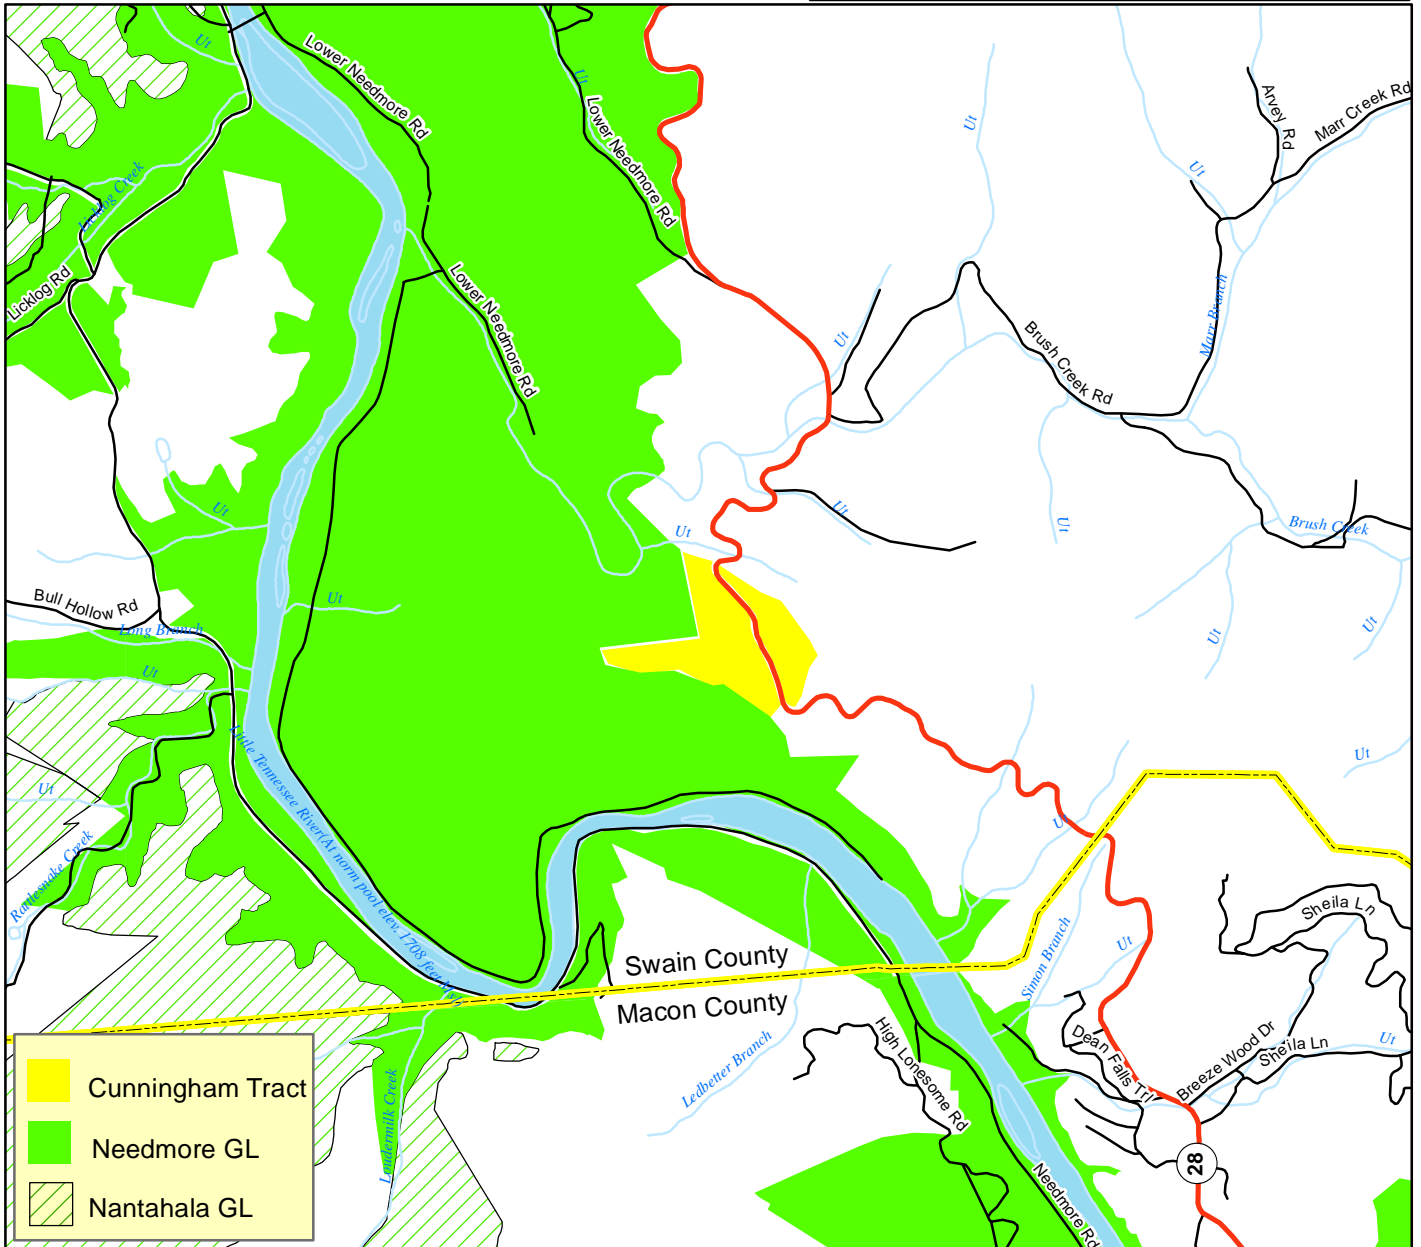 Ut
Lower Needmore Rd
Ut
Lower Needmore Rd
Ut
Arvey Rd
Marr Creek Rd
Ut
Licklog Creek
Licklog Rd
Lower Needmore Rd
Ut
Marr Branch
Brush Creek Rd
Ut
Ut
Ut
Ut
Brush Creek
Bull Hollow Rd
Ut
Long Branch
Ut
Ut
Ut
Ut
Little Tennessee River(At norm pool elev. 1708 feet
Ut
Ut
Rattlesnake Creek
Sheila Ln
Swain County
Macon County
Simon Branch
Ut
High Lonesome Rd
Dean Falls Trl
Breeze Wood Dr
Sheila Ln
Ut
Ledbetter Branch
Loudermilk Creek
Needmore Rd
28
Cunningham Tract
Needmore GL
Nantahala GL